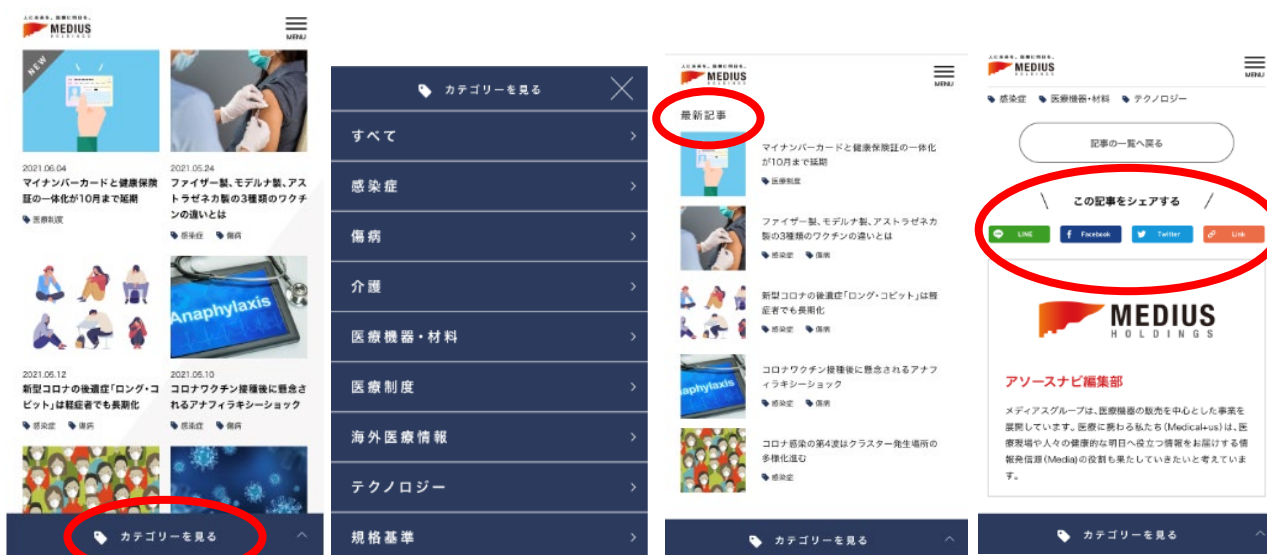 人に未来を。医療に明日を。
MEDIUS
HOLDINGS
MENU
NEW
2021.06.04
マイナンバーカードと健康保険
証の一体化が10月まで延期
医療制度
2021.05.24
ファイザー製、モデルナ製、アス
トラゼネカ製の3種類のワクチ
ンの違いとは
感染症 傷病
Anaphylaxis
2021.05.12
新型コロナの後遺症「ロング・コ
ビット」は軽症者でも長期化
感染症 傷病
2021.05.10
コロナワクチン接種後に懸念さ
れるアナフィラキシーショック
感染症 傷病
カテゴリーを見る
カテゴリーを見る
すべて
感染症
傷病
介護
医療機器・材料
医療制度
海外医療情報
テクノロジー
規格基準
人に未来を。医療に明日を。
MEDIUS
HOLDINGS
MENU
最新記事
マイナンバーカードと健康保険証の一体化
が10月まで延期
医療制度
ファイザー製、モデルナ製、アストラゼネカ
製の3種類のワクチンの違いとは
感染症 傷病
新型コロナの後遺症「ロング・コビット」は軽
症者でも長期化
感染症 傷病
aphylaxis
コロナワクチン接種後に懸念されるアナフ
ィラキシーショック
感染症 傷病
コロナ感染の第4波はクラスター発生場所の
多様化進む
感染症
カテゴリーを見る
人に未来を。医療に明日を。
MEDIUS
HOLDINGS
MENU
感染症 医療機器・材料 テクノロジー
記事の一覧へ戻る
\ この記事をシェアする /
LINE Facebook Twitter Link
MEDIUS
HOLDINGS
アソースナビ編集部
メディアスグループは、医療機器の販売を中心とした事業を
展開しています。医療に携わる私たち(Medical+us)は、医
療現場や人々の健康的な明日へ役立つ情報をお届けする情
報発信源(Media)の役割も果たしていきたいと考えていま
す。
カテゴリーを見る